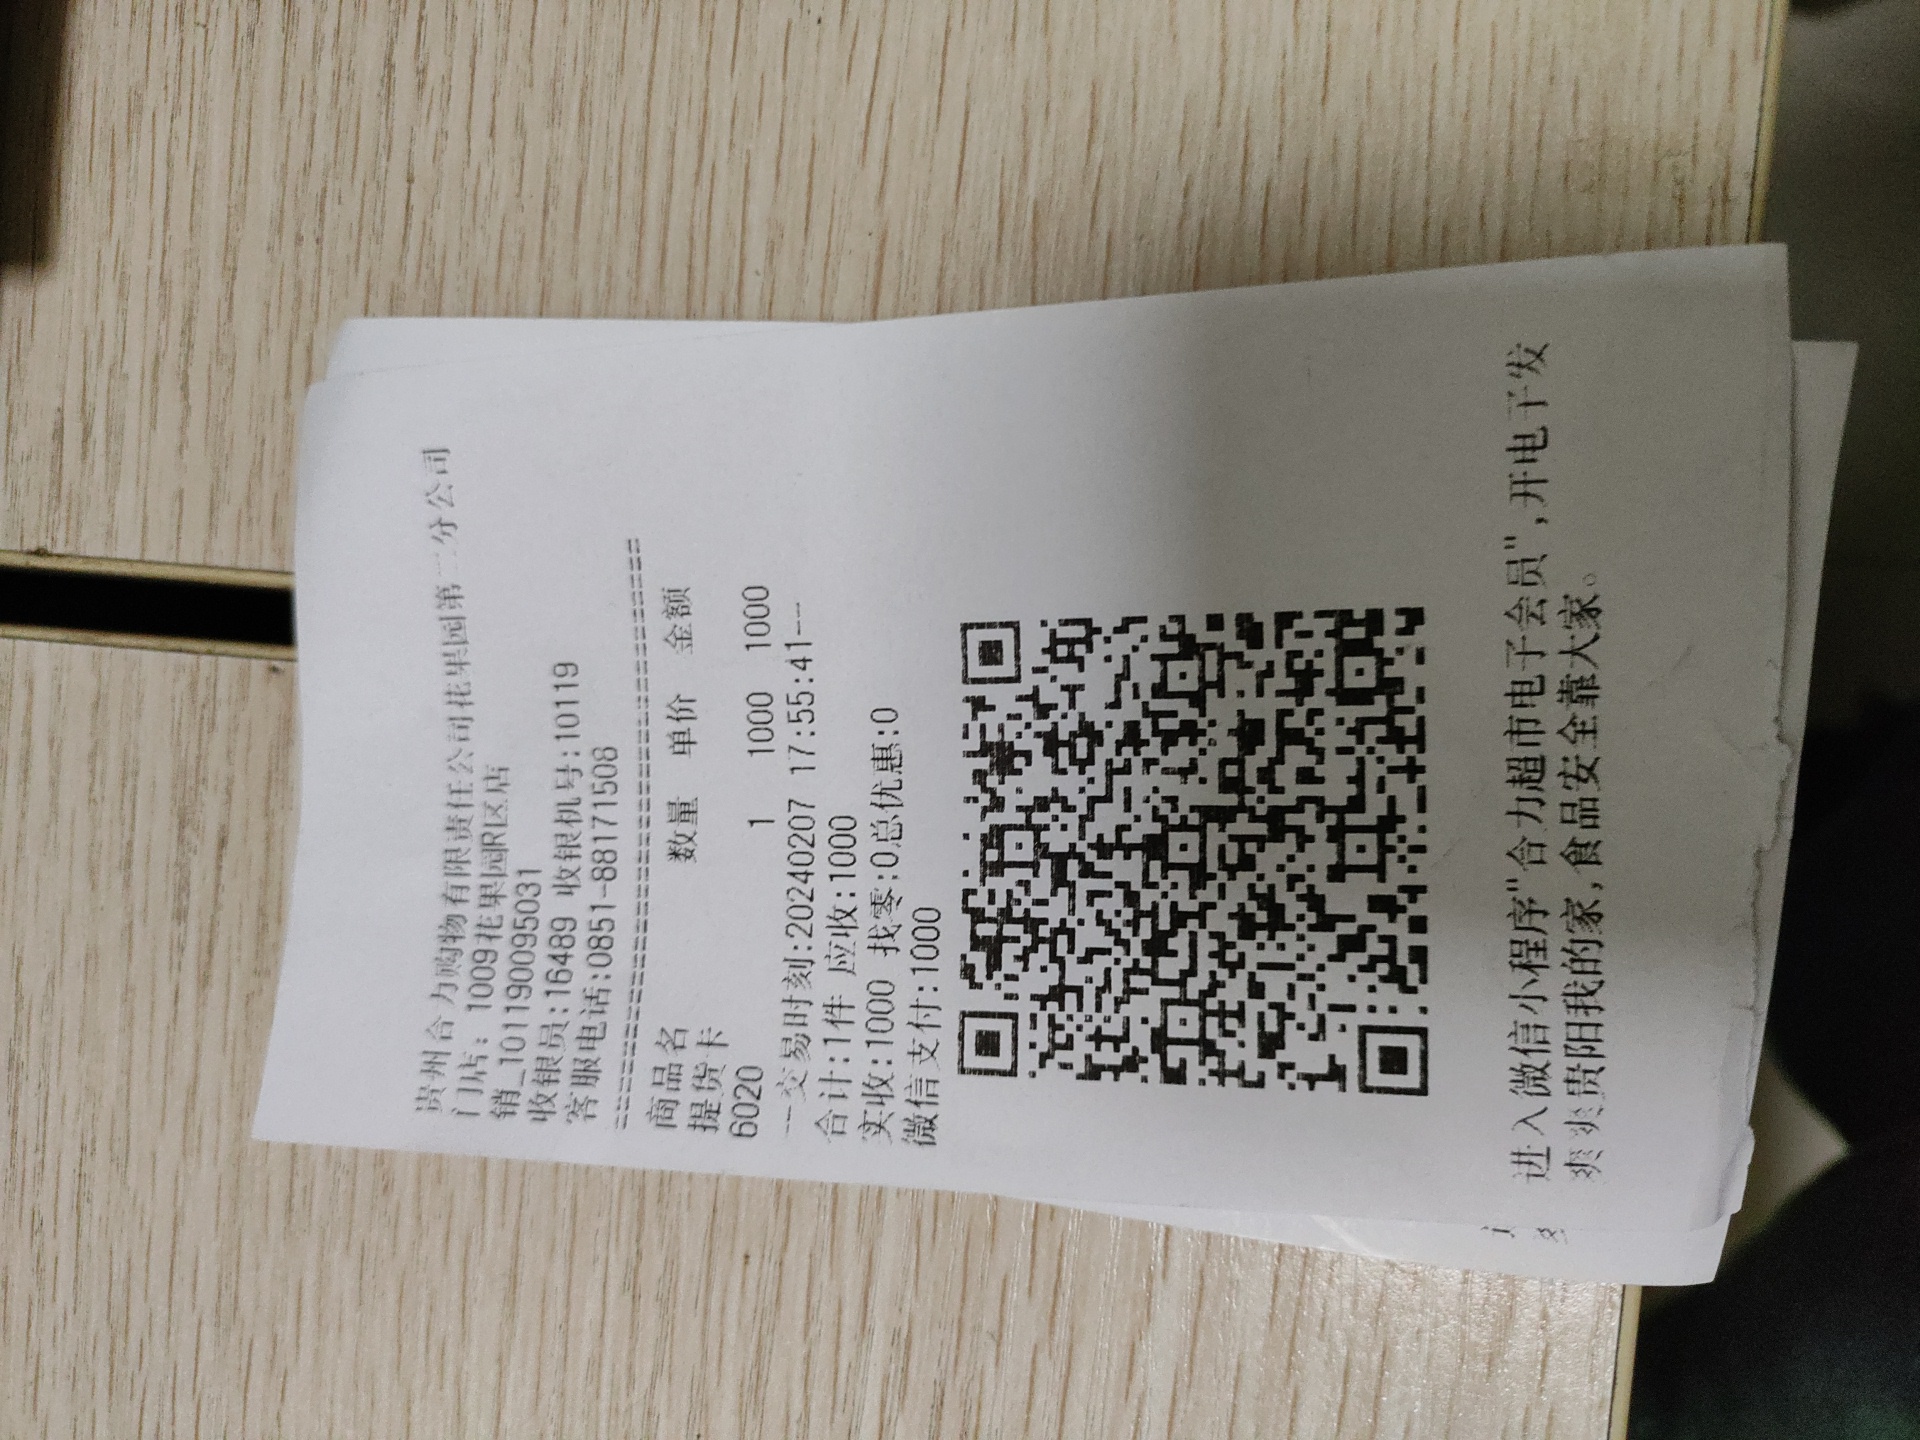 贵州合力购物有限责任公司花果园第二分公司
门店: 1009花果园R区店
销_1011900095031
收银员:16489 收银机号:10119
客服电话:0851-88171508
商品名 数量 单价 金额
提货卡
6020 1 1000 1000
--交易时刻:20240207 17:55:41--
合计:1件 应收:1000
实收:1000 找零:0总优惠:0
微信支付:1000
进入微信小程序"合力超市电子会员",开电子发
爽爽贵阳我的家,食品安全靠大家。